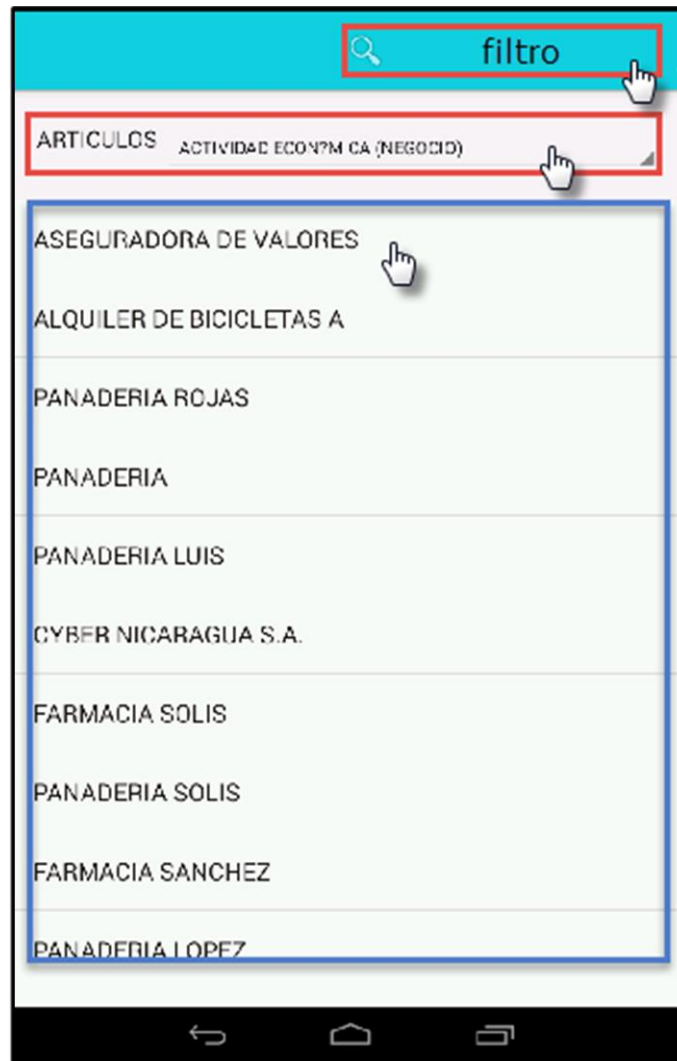 filtro
ARTICULOS ACTIVIDAD ECON?MICA (NEGOCIO)
ASEGURADORA DE VALORES
ALQUILER DE BICICLETAS A
PANADERIA ROJAS
PANADERIA
PANADERIA LUIS
CYBER NICARAGUA S.A.
FARMACIA SOLIS
PANADERIA SOLIS
FARMACIA SANCHEZ
PANADERIA LOPEZ